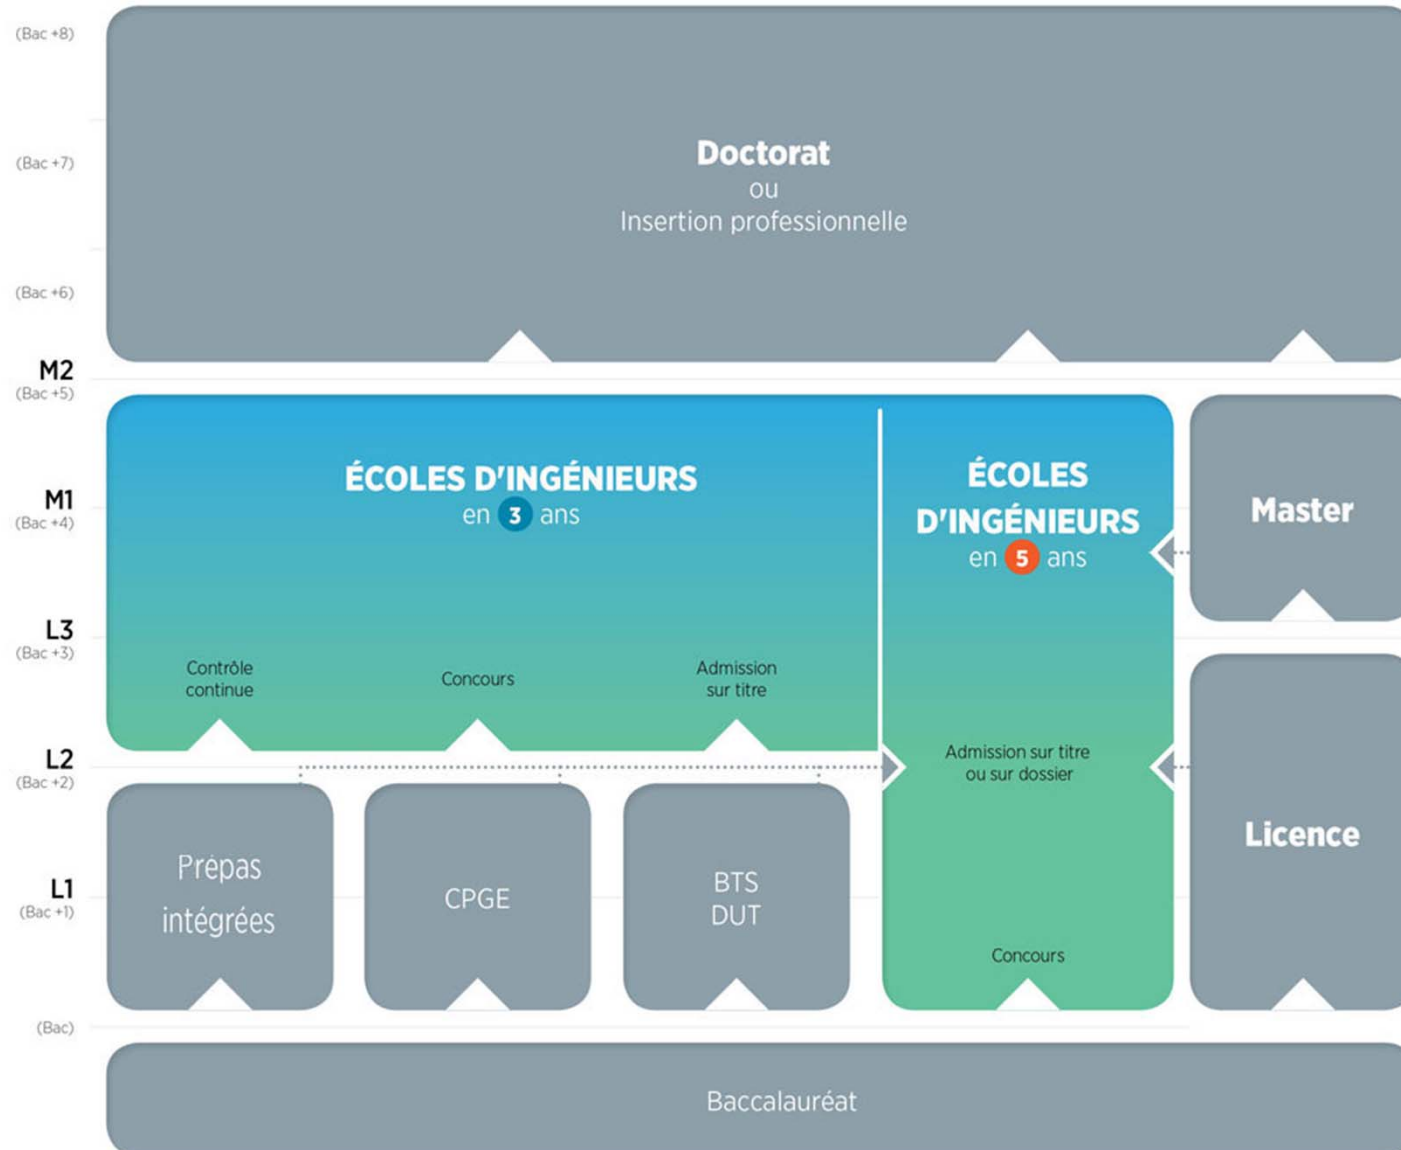 (Bac +8)
(Bac +7)
(Bac +6)
Doctorat
ou
Insertion professionnelle
M2
(Bac +5)
M1
(Bac +4)
L3
(Bac +3)
L2
(Bac +2)
L1
(Bac +1)
(Bac)
ÉCOLES D'INGÉNIEURS
en 3 ans
Contrôle
continue
Concours
Admission
sur titre
ÉCOLES
D'INGÉNIEURS
en 5 ans
Admission sur titre
ou sur dossier
Concours
Master
Licence
Prépas
intégrées
CPGE
BTS
DUT
Baccalauréat